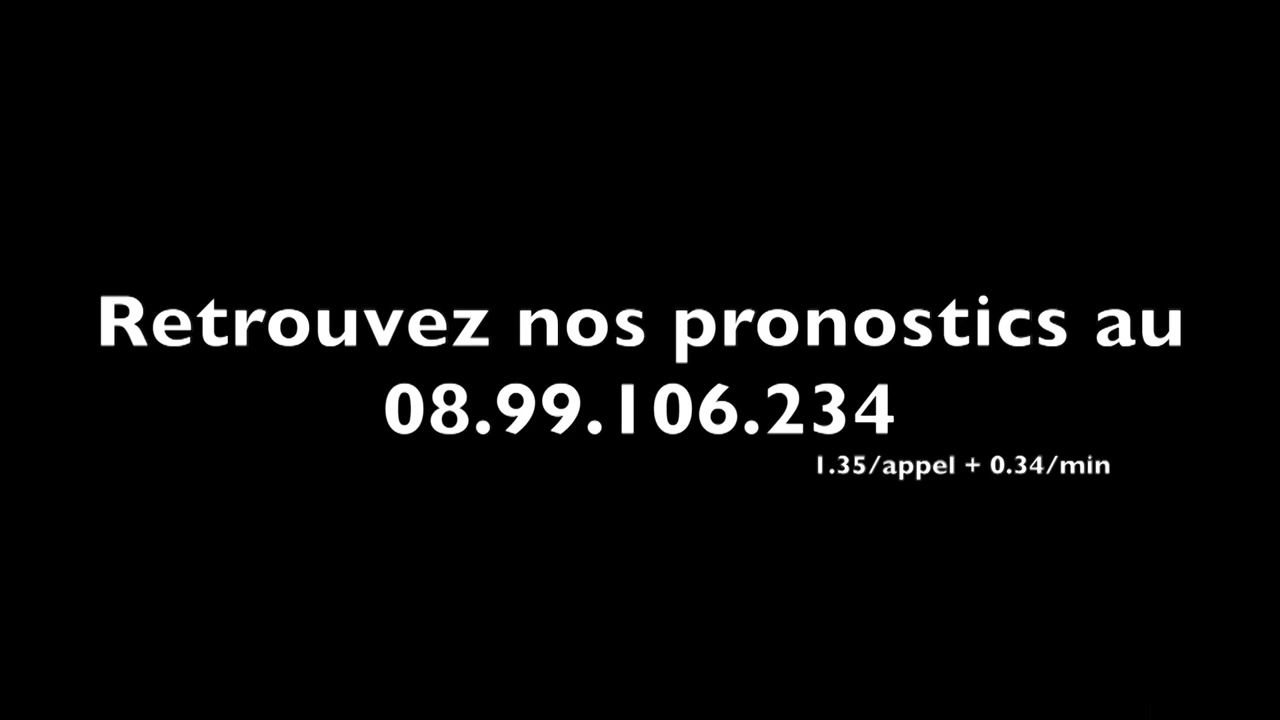 Retrouvez nos pronostics au
08.99.106.234
1.35/appel + 0.34/min